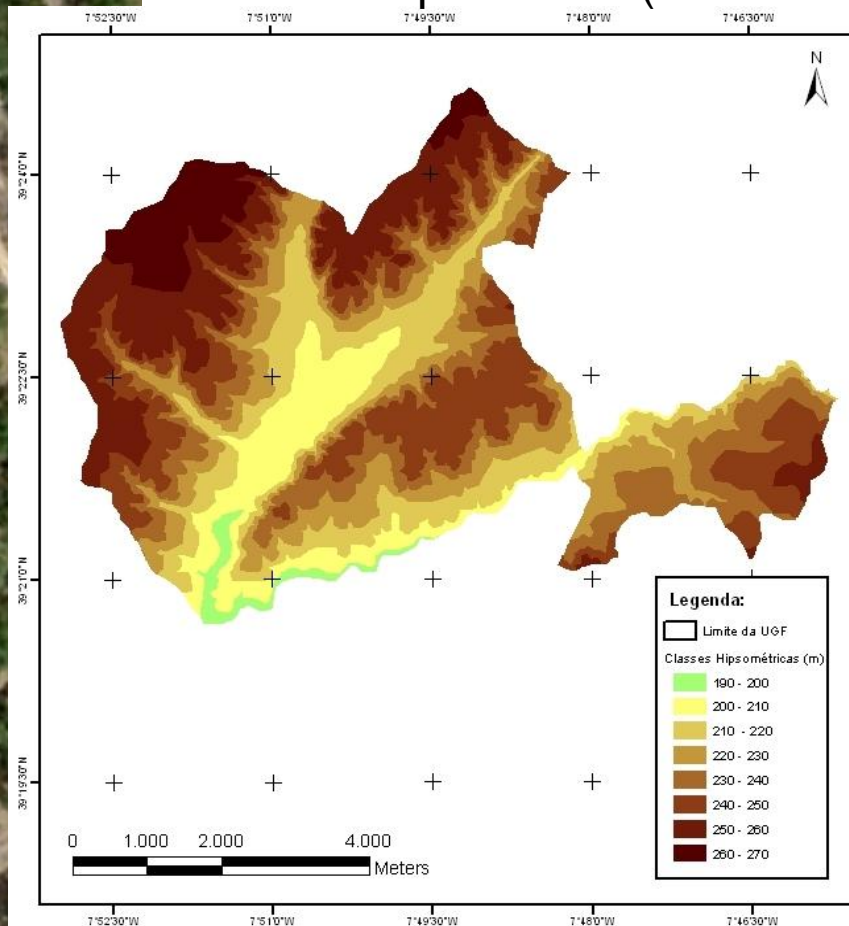 7°52'30"W 7°51'0"W 7°49'30"W 7°48'0"W 7°46'30"W
N
39°24'0"N
39°22'30"N
39°21'0"N
39°19'30"N
Legenda:
Limite da UGF
Classes Hipsométricas (m)
190 - 200
200 - 210
210 - 220
220 - 230
230 - 240
240 - 250
250 - 260
260 - 270
0 1.000 2.000 4.000
Meters
7°52'30"W 7°51'0"W 7°49'30"W 7°48'0"W 7°46'30"W